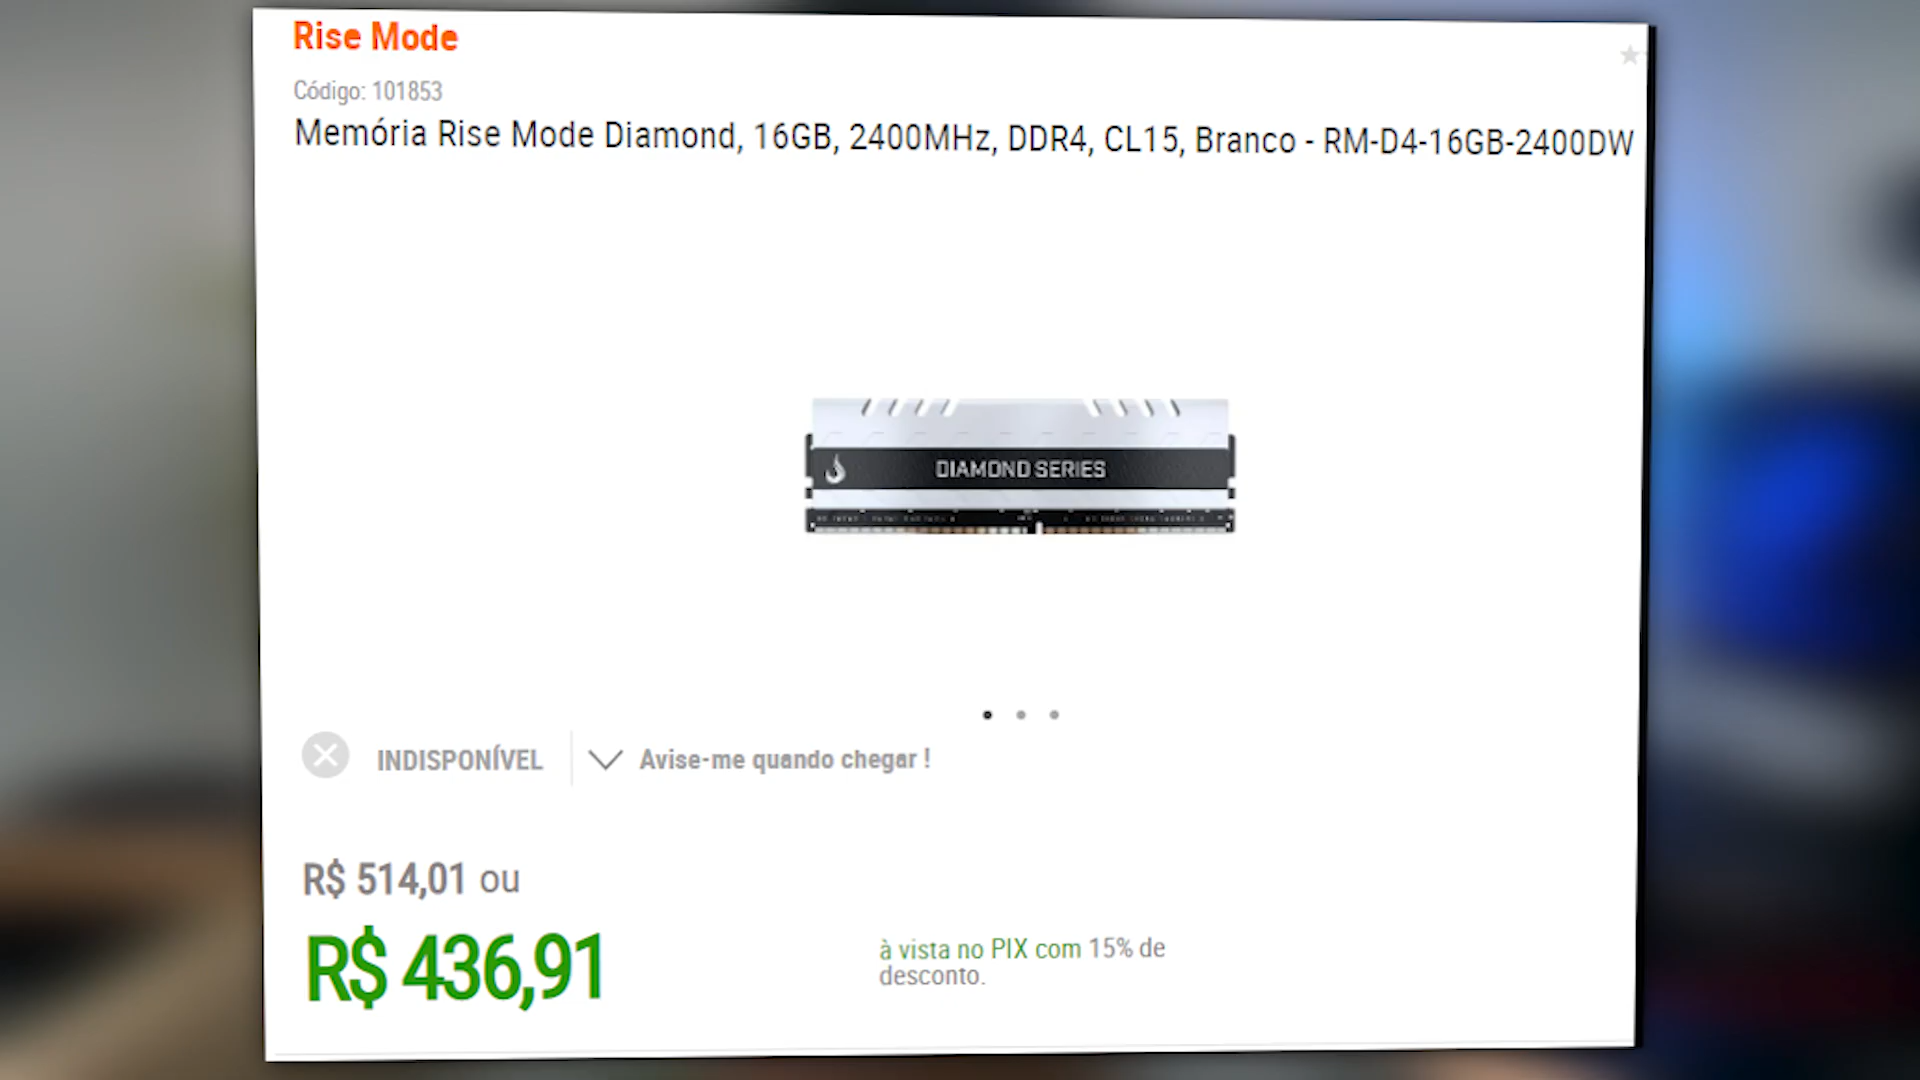 Rise Mode
Código: 101853
Memória Rise Mode Diamond, 16GB, 2400MHz, DDR4, CL15, Branco - RM-D4-16GB-2400DW
DIAMOND SERIES
INDISPONÍVEL
Avise-me quando chegar !
R$ 514,01 ou
R$ 436,91
à vista no PIX com 15% de
desconto.